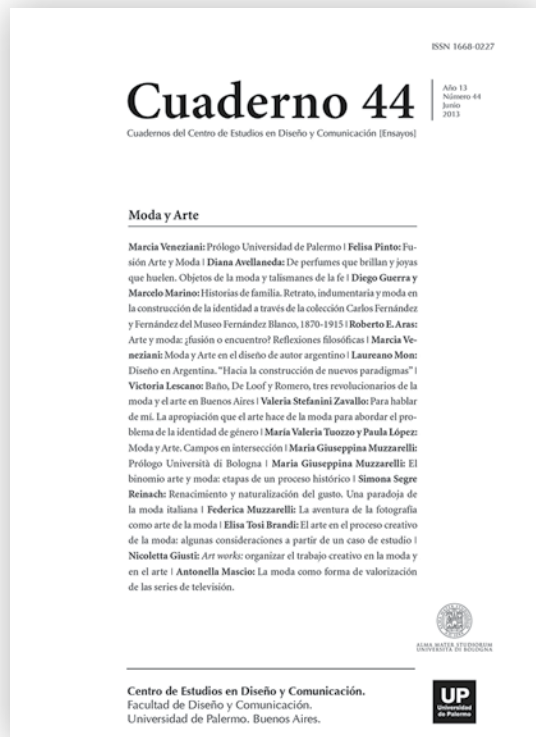 ISSN 1668-0227
Cuaderno 44
Año 13
Número 44
Junio
2013
Cuadernos del Centro de Estudios en Diseño y Comunicación [Ensayos]
Moda y Arte
Marcia Veneziani: Prólogo Universidad de Palermo | Felisa Pinto: Fu-
sión Arte y Moda | Diana Avellaneda: De perfumes que brillan y joyas
que huelen. Objetos de la moda y talismanes de la fe | Diego Guerra y
Marcelo Marino: Historias de familia. Retrato, indumentaria y moda en
la construcción de la identidad a través de la colección Carlos Fernández
y Fernández del Museo Fernández Blanco, 1870-1915 | Roberto E. Aras:
Arte y moda: ¿fusión o encuentro? Reflexiones filosóficas | Marcia Ve-
neziani: Moda y Arte en el diseño de autor argentino | Laureano Mon:
Diseño en Argentina. “Hacia la construcción de nuevos paradigmas” |
Victoria Lescano: Baño, De Loof y Romero, tres revolucionarios de la
moda y el arte en Buenos Aires | Valeria Stefanini Zavallo: Para hablar
de mí. La apropiación que el arte hace de la moda para abordar el pro-
blema de la identidad de género | María Valeria Tuozzo y Paula López:
Moda y Arte. Campos en intersección | Maria Giuseppina Muzzarelli:
Prólogo Università di Bologna | Maria Giuseppina Muzzarelli: El
binomio arte y moda: etapas de un proceso histórico | Simona Segre
Reinach: Renacimiento y naturalización del gusto. Una paradoja de
la moda italiana | Federica Muzzarelli: La aventura de la fotografía
como arte de la moda | Elisa Tosi Brandi: El arte en el proceso creativo
de la moda: algunas consideraciones a partir de un caso de estudio |
Nicoletta Giusti: Art works: organizar el trabajo creativo en la moda y
en el arte | Antonella Mascio: La moda como forma de valorización
de las series de televisión.
ALMA MATER STUDIORUM
UNIVERSITÀ DI BOLOGNA
Centro de Estudios en Diseño y Comunicación.
Facultad de Diseño y Comunicación.
Universidad de Palermo. Buenos Aires.
UP
Universidad
de Palermo